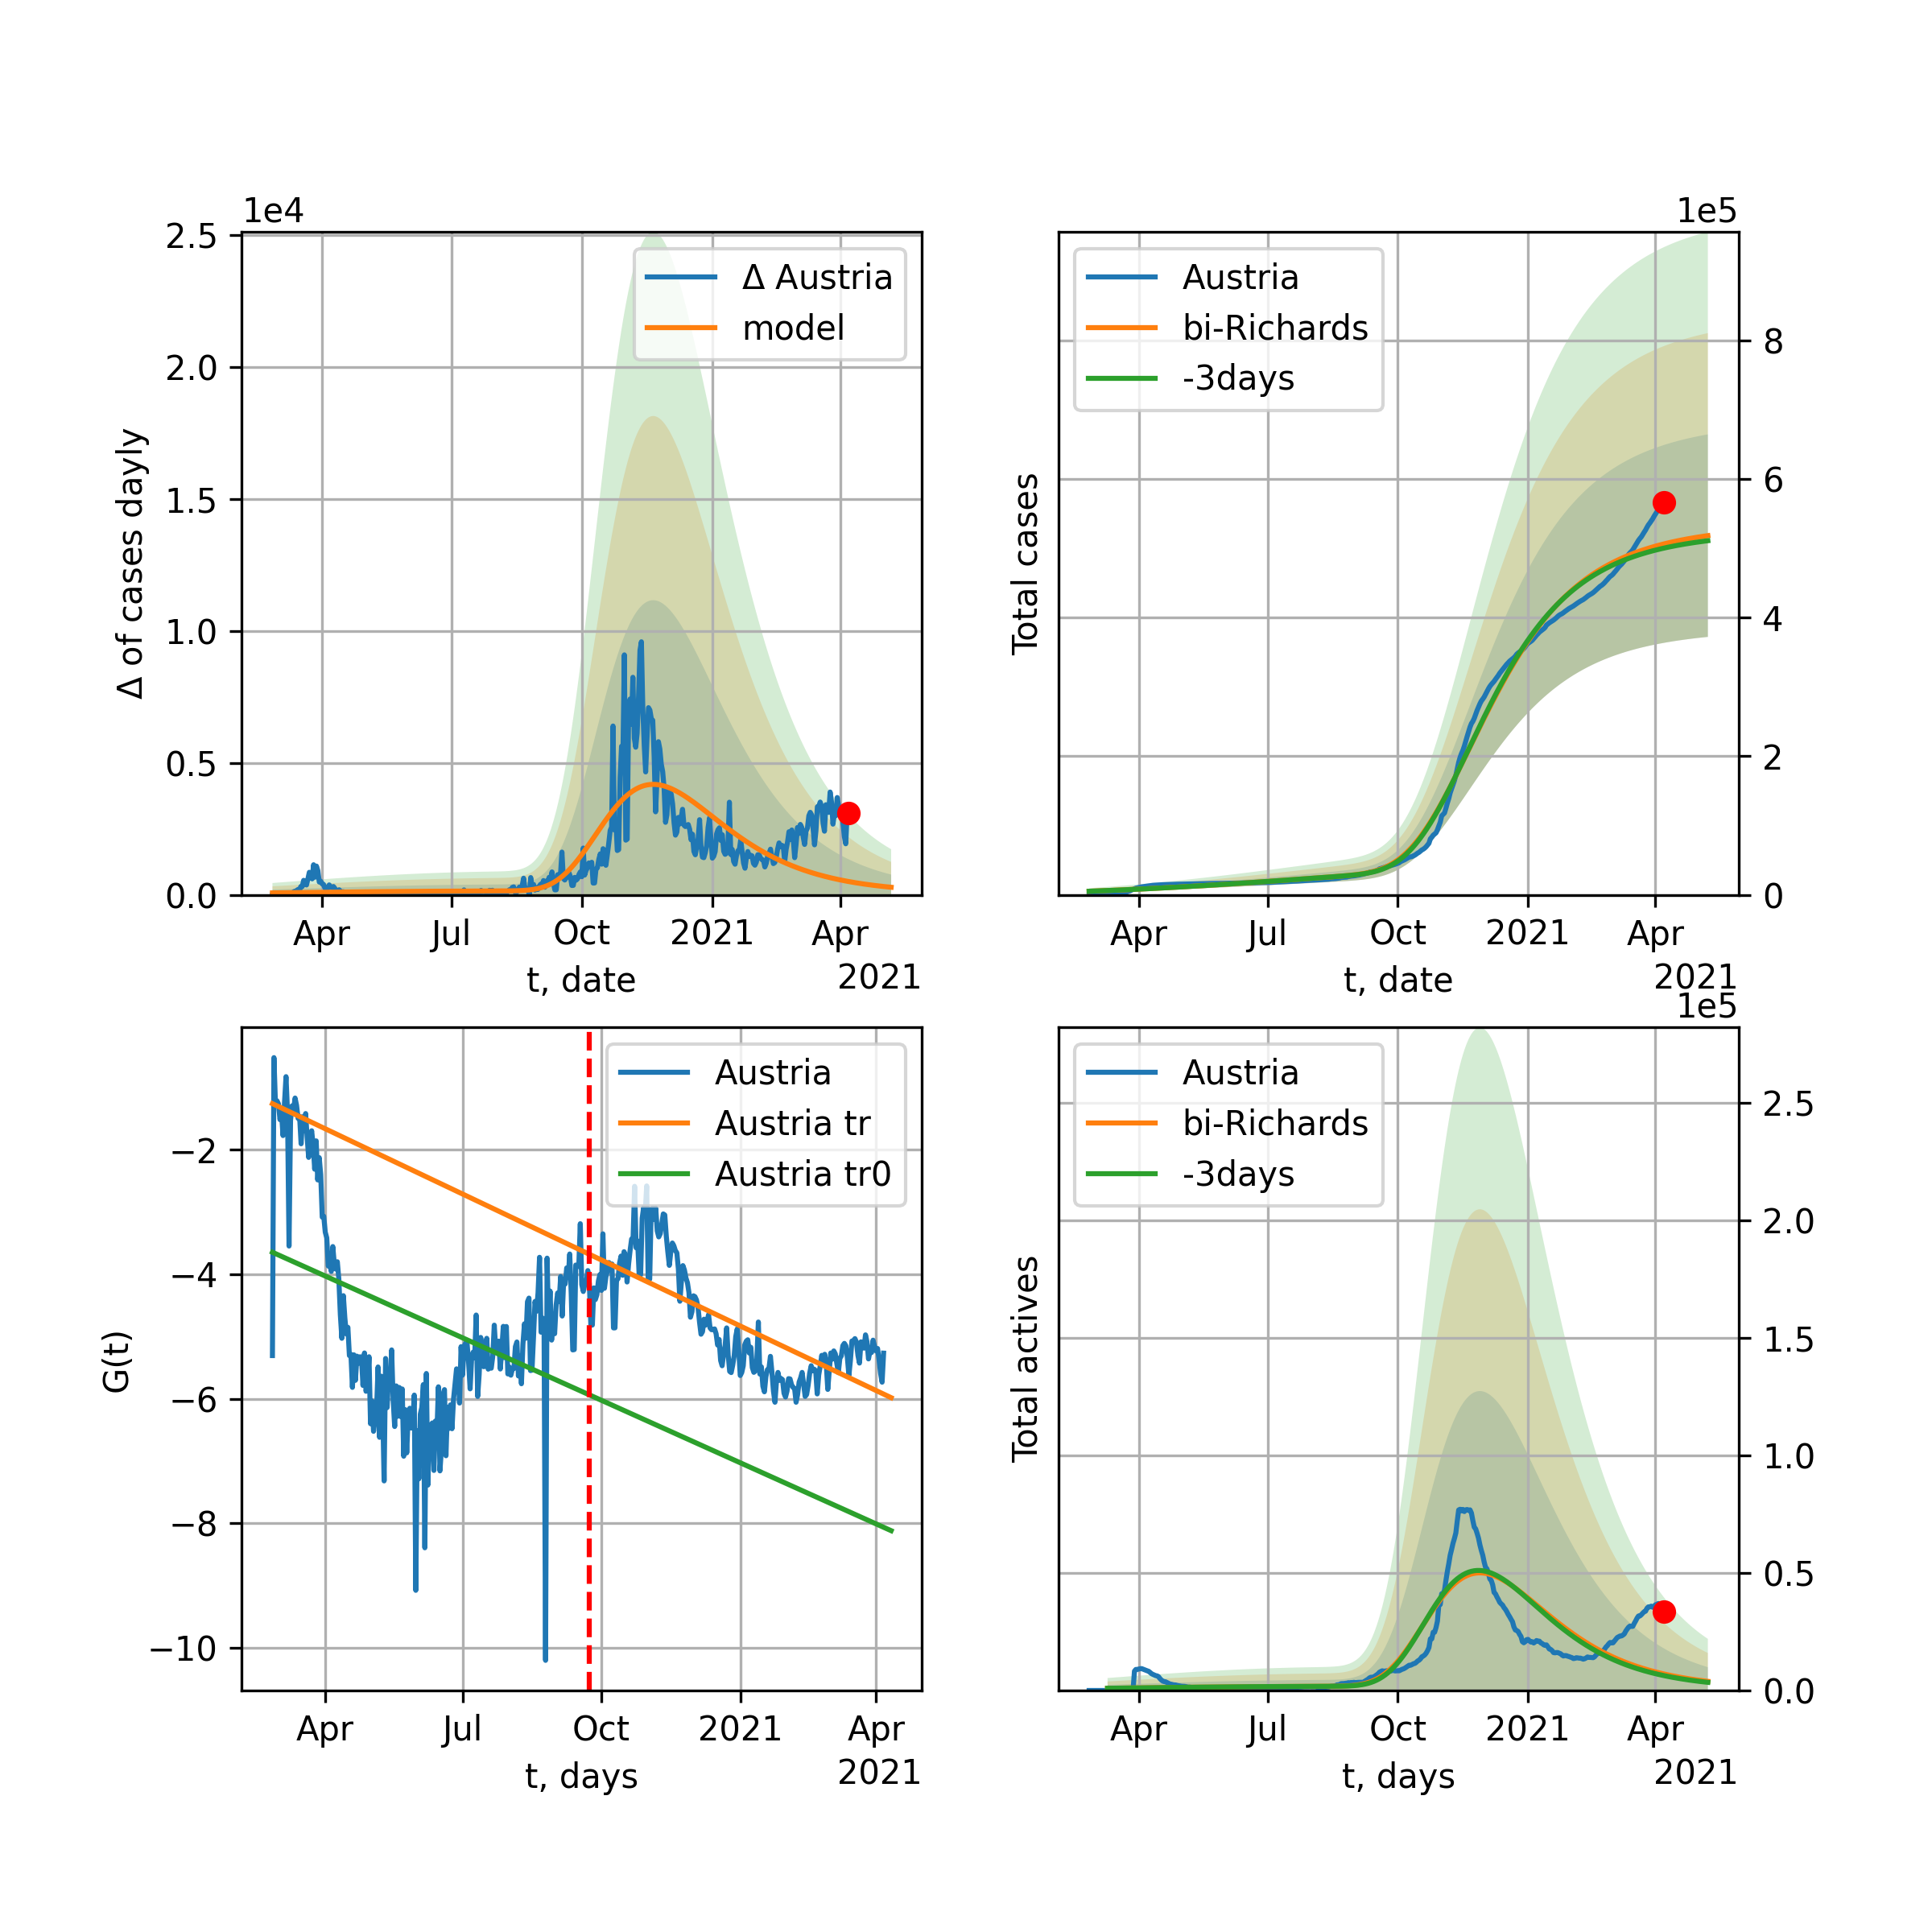 1e4
2.5
2.0
1.5
1.0
0.5
0.0
Δ of cases dayly
Δ Austria
model
Apr
Jul
Oct
2021
Apr
t, date
2021
1e5
Austria
bi-Richards
-3days
8
6
4
2
0
Total cases
Apr
Jul
Oct
2021
Apr
t, date
2021
−2
−4
−6
−8
−10
G(t)
Austria
Austria tr
Austria tr0
Apr
Jul
Oct
2021
Apr
t, days
2021
1e5
Austria
bi-Richards
-3days
2.5
2.0
1.5
1.0
0.5
0.0
Total actives
Apr
Jul
Oct
2021
Apr
t, days
2021